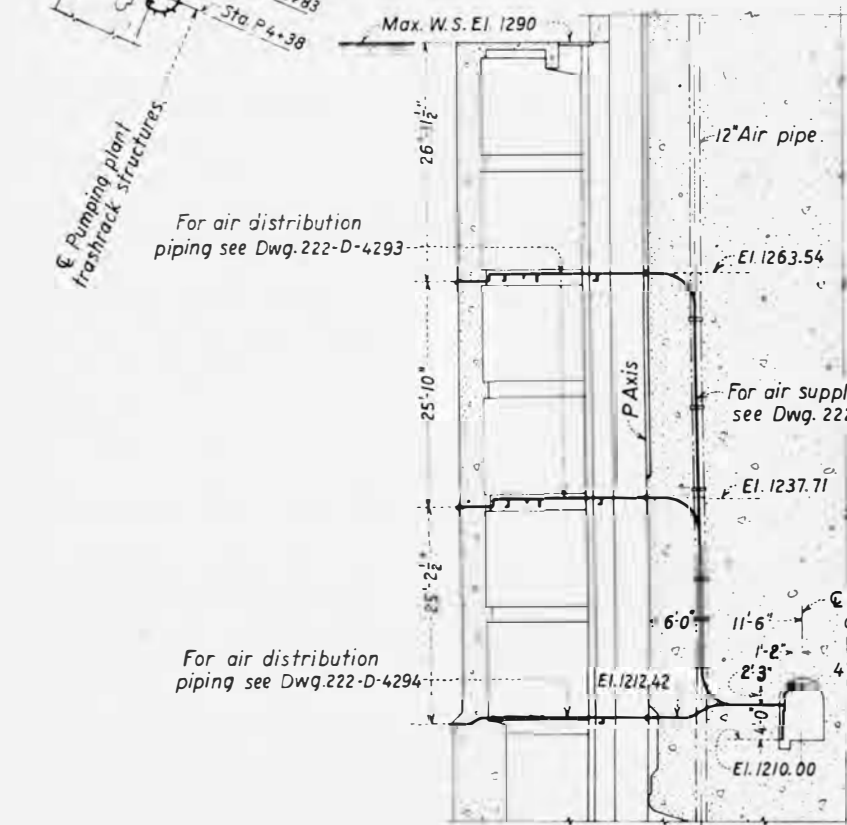 Sta. P4+38
Max. W.S. El. 1290
℄ Pumping plant
trashrack structures.
26'-11½"
12" Air pipe.
For air distribution
piping see Dwg. 222-D-4293
El. 1263.54
25'-10"
P Axis
For air suppl
see Dwg. 222
El. 1237.71
25'-2½"
6'-0"
11'-6"
℄
1'-2"
2'-3"
4
For air distribution
piping see Dwg. 222-D-4294
El. 1212.42
4'-0"
El. 1210.00